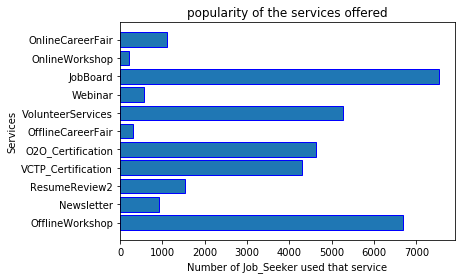 popularity of the services offered
OnlineCareerFair
OnlineWorkshop
JobBoard
Webinar
VolunteerServices
OfflineCareerFair
O2O_Certification
VCTP_Certification
ResumeReview2
Newsletter
OfflineWorkshop
Services
0 1000 2000 3000 4000 5000 6000 7000
Number of Job_Seeker used that service